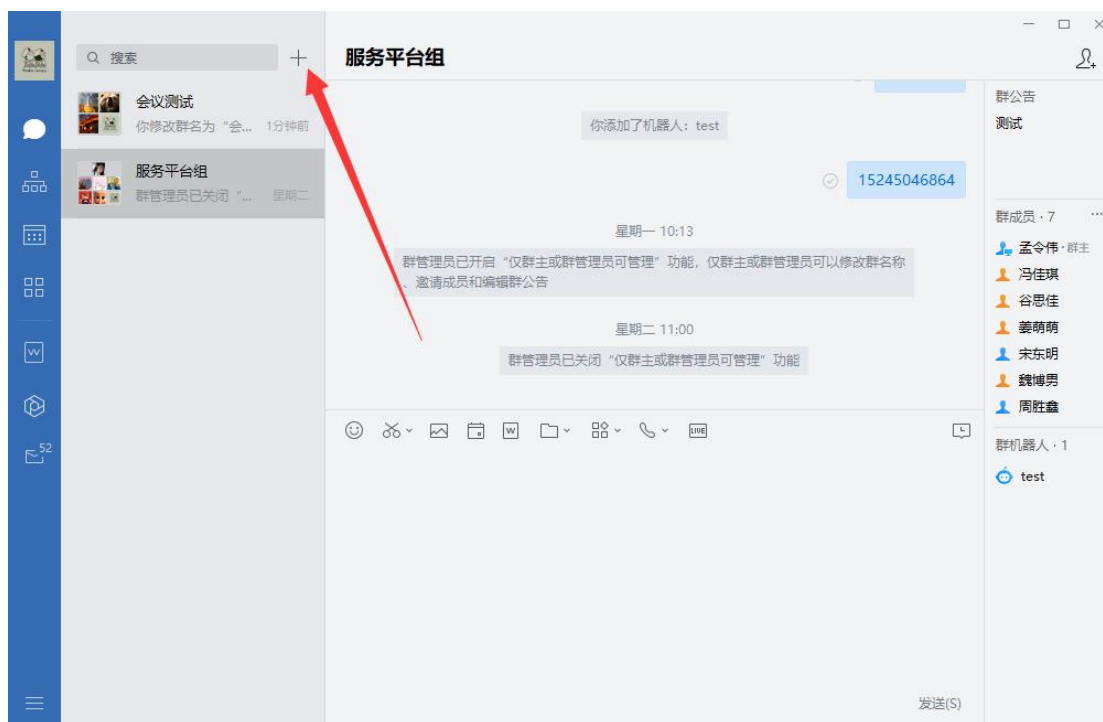 搜索
会议测试
你修改群名为“会... 1分钟前
服务平台组
群管理员已关闭“... 星期二
52
服务平台组
你添加了机器人：test
15245046864
星期一 10:13
群管理员已开启“仅群主或群管理员可管理”功能，仅群主或群管理员可以修改群名称
、邀请成员和编辑群公告
星期二 11:00
群管理员已关闭“仅群主或群管理员可管理”功能
W
LIVE
发送(S)
群公告
测试
群成员·7 ...
孟令伟·群主
冯佳琪
谷思佳
姜萌萌
宋东明
魏博男
周胜鑫
群机器人·1
test